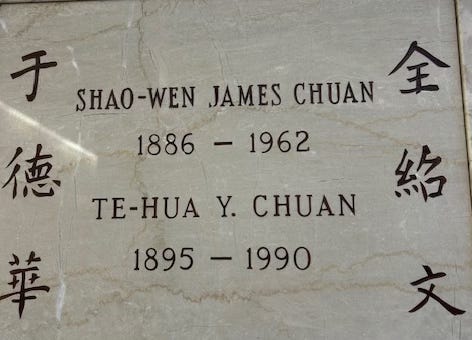 全紹文
SHAO-WEN JAMES CHUAN
1886 – 1962
TE-HUA Y. CHUAN
1895 – 1990
于德華